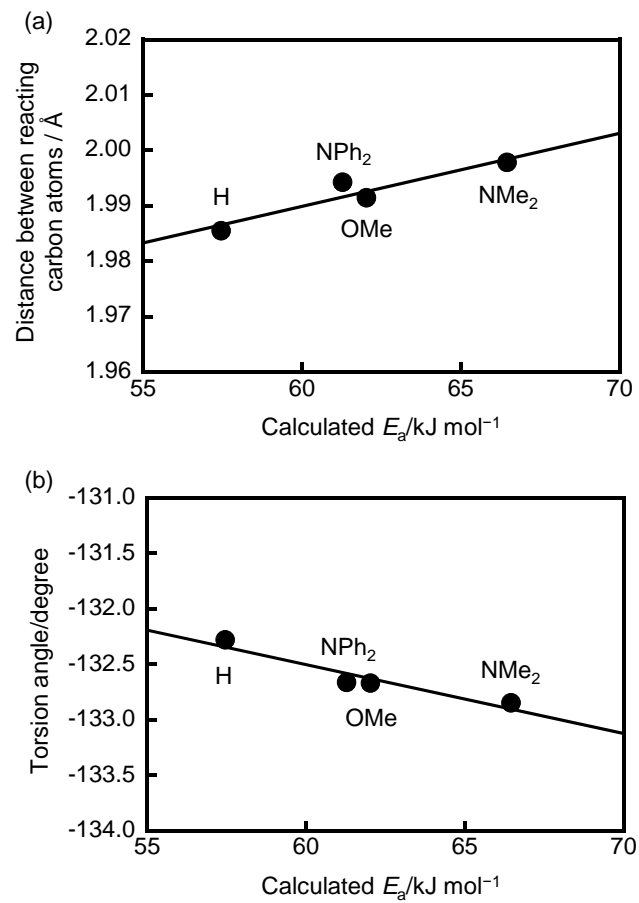 (a)
2.02
2.01
2.00
1.99
1.98
1.97
1.96
Distance between reacting
carbon atoms / Å
H
NPh₂
OMe
NMe₂
55 60 65 70
Calculated Eₐ/kJ mol⁻¹
(b)
-131.0
-131.5
-132.0
-132.5
-133.0
-133.5
-134.0
Torsion angle/degree
H
NPh₂
OMe
NMe₂
55 60 65 70
Calculated Eₐ/kJ mol⁻¹